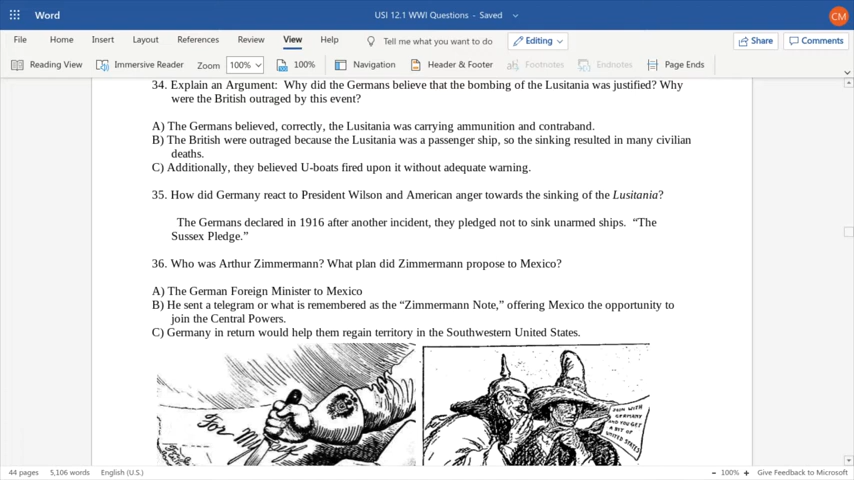 Word
USI 12.1 WWI Questions - Saved
CM
File Home Insert Layout References Review View Help Tell me what you want to do Editing Share Comments
Reading View Immersive Reader Zoom 100% 100% Navigation Header & Footer Footnotes Endnotes Page Ends
34. Explain an Argument: Why did the Germans believe that the bombing of the Lusitania was justified? Why
were the British outraged by this event?
A) The Germans believed, correctly, the Lusitania was carrying ammunition and contraband.
B) The British were outraged because the Lusitania was a passenger ship, so the sinking resulted in many civilian
deaths.
C) Additionally, they believed U-boats fired upon it without adequate warning.
35. How did Germany react to President Wilson and American anger towards the sinking of the Lusitania?
The Germans declared in 1916 after another incident, they pledged not to sink unarmed ships. “The
Sussex Pledge.”
36. Who was Arthur Zimmermann? What plan did Zimmermann propose to Mexico?
A) The German Foreign Minister to Mexico
B) He sent a telegram or what is remembered as the “Zimmermann Note,” offering Mexico the opportunity to
join the Central Powers.
C) Germany in return would help them regain territory in the Southwestern United States.
For
JOIN WITH
GERMANY
AND YOU GET
A BIT OF
UNITED STATES
44 pages 5,106 words English (U.S.) - 100% + Give Feedback to Microsoft